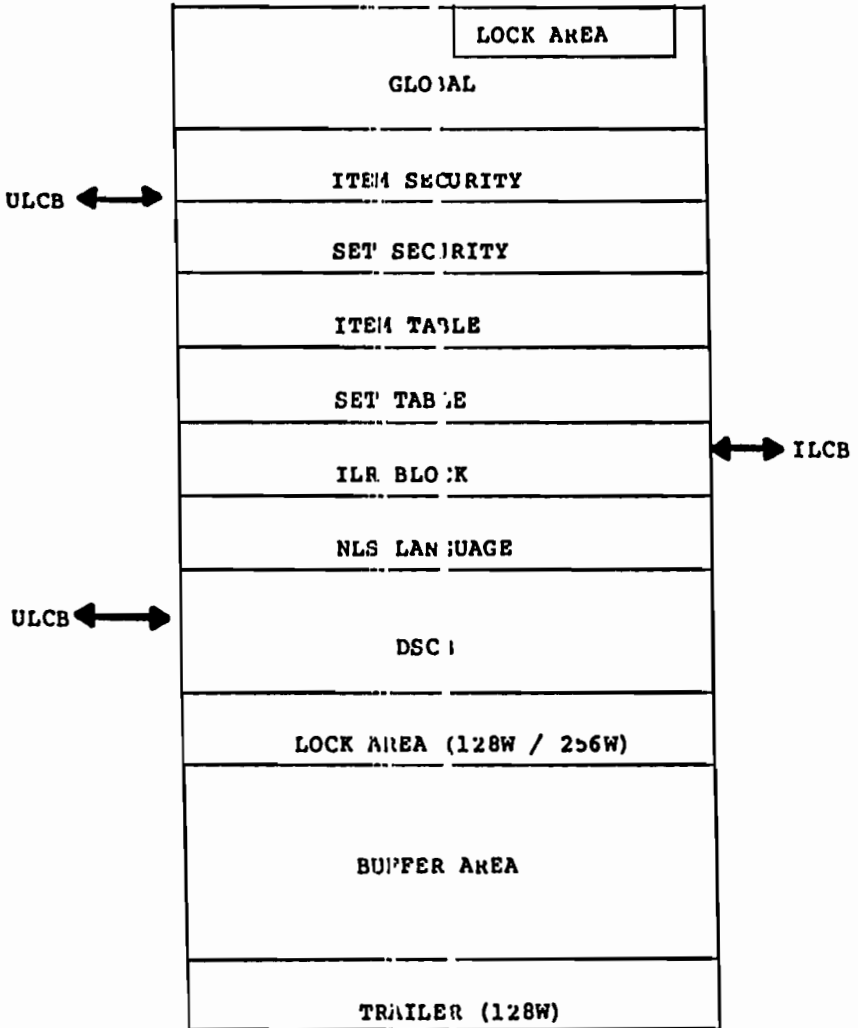 LOCK AREA
GLOBAL
ITEM SECURITY
ULCB
SET SECURITY
ITEM TABLE
SET TABLE
ILCB
ILR BLOCK
NLS LANGUAGE
ULCB
DSCB
LOCK AREA (128W / 256W)
BUFFER AREA
TRAILER (128W)